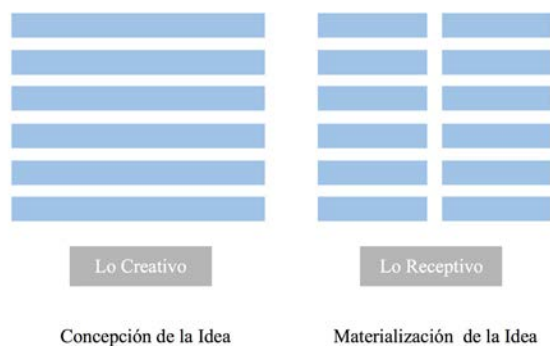 Lo Creativo
Lo Receptivo
Concepción de la Idea
Materialización de la Idea